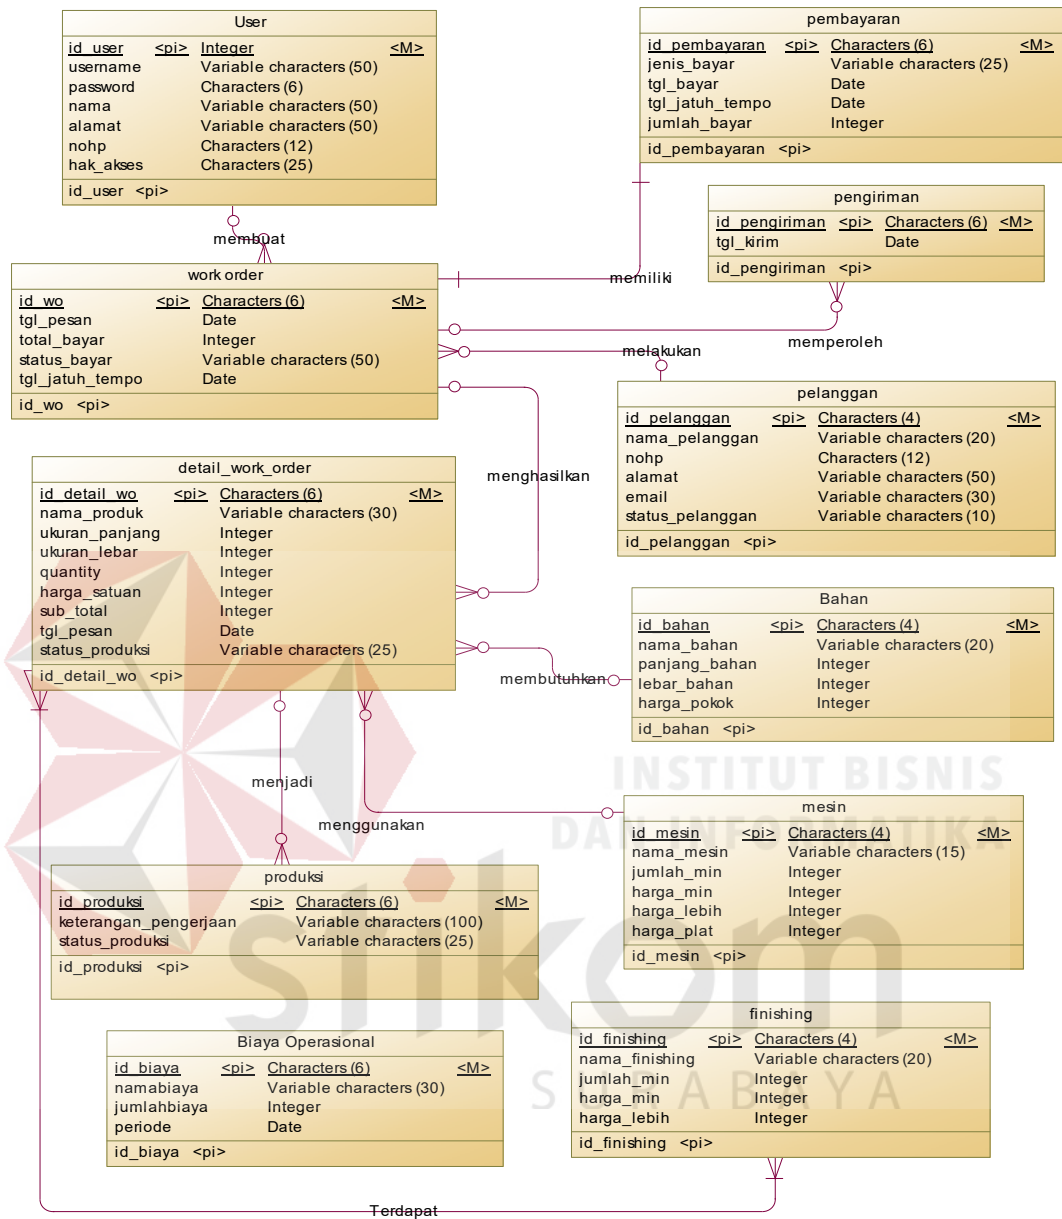 User
id_user <pi> Integer <M>
username Variable characters (50)
password Characters (6)
nama Variable characters (50)
alamat Variable characters (50)
nohp Characters (12)
hak_akses Characters (25)
id_user <pi>
pembayaran
id_pembayaran <pi> Characters (6) <M>
jenis_bayar Variable characters (25)
tgl_bayar Date
tgl_jatuh_tempo Date
jumlah_bayar Integer
id_pembayaran <pi>
pengiriman
id_pengiriman <pi> Characters (6) <M>
tgl_kirim Date
id_pengiriman <pi>
membuat
work order
id_wo <pi> Characters (6) <M>
tgl_pesan Date
total_bayar Integer
status_bayar Variable characters (50)
tgl_jatuh_tempo Date
id_wo <pi>
memiliki
memperoleh
melakukan
pelanggan
id_pelanggan <pi> Characters (4) <M>
nama_pelanggan Variable characters (20)
nohp Characters (12)
alamat Variable characters (50)
email Variable characters (30)
status_pelanggan Variable characters (10)
id_pelanggan <pi>
menghasilkan
detail_work_order
id_detail_wo <pi> Characters (6) <M>
nama_produk Variable characters (30)
ukuran_panjang Integer
ukuran_lebar Integer
quantity Integer
harga_satuan Integer
sub_total Integer
tgl_pesan Date
status_produksi Variable characters (25)
id_detail_wo <pi>
Bahan
id_bahan <pi> Characters (4) <M>
nama_bahan Variable characters (20)
panjang_bahan Integer
lebar_bahan Integer
harga_pokok Integer
id_bahan <pi>
membutuhkan
menjadi
menggunakan
INSTITUT BISNIS
DAN INFORMATIKA
mesin
id_mesin <pi> Characters (4) <M>
nama_mesin Variable characters (15)
jumlah_min Integer
harga_min Integer
harga_lebih Integer
harga_plat Integer
id_mesin <pi>
produksi
id_produksi <pi> Characters (6) <M>
keterangan_pengerjaan Variable characters (100)
status_produksi Variable characters (25)
id_produksi <pi>
stikom
SURABAYA
finishing
id_finishing <pi> Characters (4) <M>
nama_finishing Variable characters (20)
jumlah_min Integer
harga_min Integer
harga_lebih Integer
id_finishing <pi>
Biaya Operasional
id_biaya <pi> Characters (6) <M>
namabiaya Variable characters (30)
jumlahbiaya Integer
periode Date
id_biaya <pi>
Terdapat